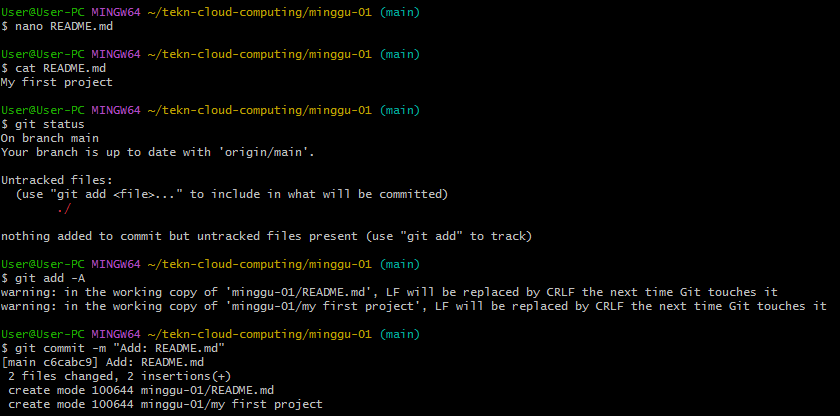 User@User-PC MINGW64 ~/tekn-cloud-computing/minggu-01 (main)
$ nano README.md
User@User-PC MINGW64 ~/tekn-cloud-computing/minggu-01 (main)
$ cat README.md
My first project
User@User-PC MINGW64 ~/tekn-cloud-computing/minggu-01 (main)
$ git status
On branch main
Your branch is up to date with 'origin/main'.
Untracked files:
(use "git add <file>..." to include in what will be committed)
./
nothing added to commit but untracked files present (use "git add" to track)
User@User-PC MINGW64 ~/tekn-cloud-computing/minggu-01 (main)
$ git add -A
warning: in the working copy of 'minggu-01/README.md', LF will be replaced by CRLF the next time Git touches it
warning: in the working copy of 'minggu-01/my first project', LF will be replaced by CRLF the next time Git touches it
User@User-PC MINGW64 ~/tekn-cloud-computing/minggu-01 (main)
$ git commit -m "Add: README.md"
[main c6cabc9] Add: README.md
2 files changed, 2 insertions(+)
create mode 100644 minggu-01/README.md
create mode 100644 minggu-01/my first project